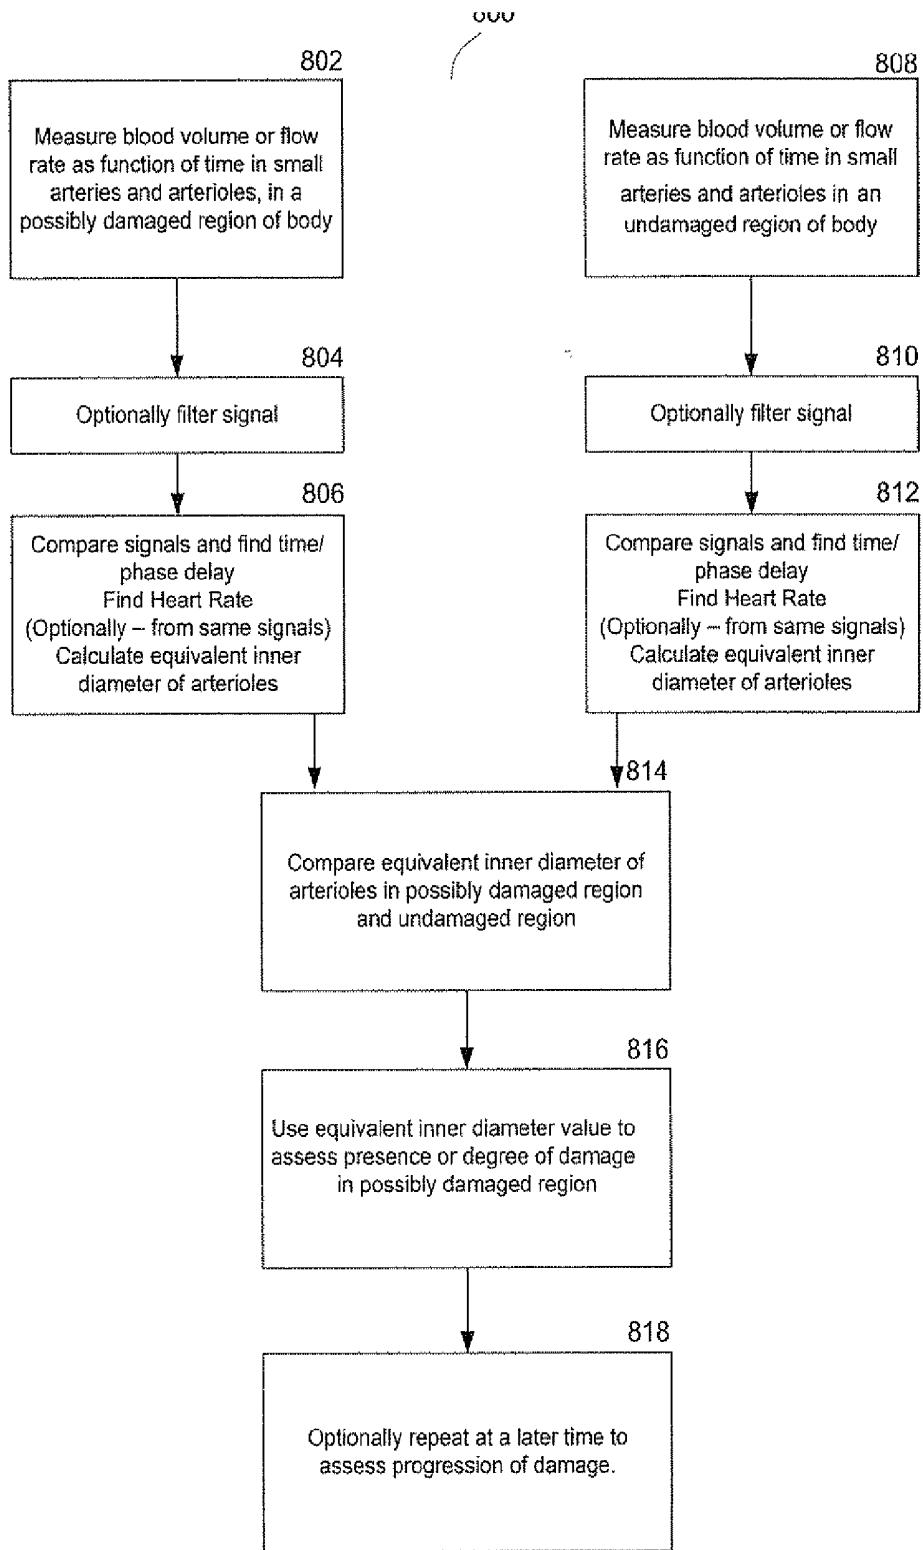 802
Measure blood volume or flow
rate as function of time in small
arteries and arterioles, in a
possibly damaged region of body
808
Measure blood volume or flow
rate as function of time in small
arteries and arterioles in an
undamaged region of body
804
Optionally filter signal
810
Optionally filter signal
806
Compare signals and find time/
phase delay
Find Heart Rate
(Optionally – from same signals)
Calculate equivalent inner
diameter of arterioles
812
Compare signals and find time/
phase delay
Find Heart Rate
(Optionally – from same signals)
Calculate equivalent inner
diameter of arterioles
814
Compare equivalent inner diameter of
arterioles in possibly damaged region
and undamaged region
816
Use equivalent inner diameter value to
assess presence or degree of damage
in possibly damaged region
818
Optionally repeat at a later time to
assess progression of damage.